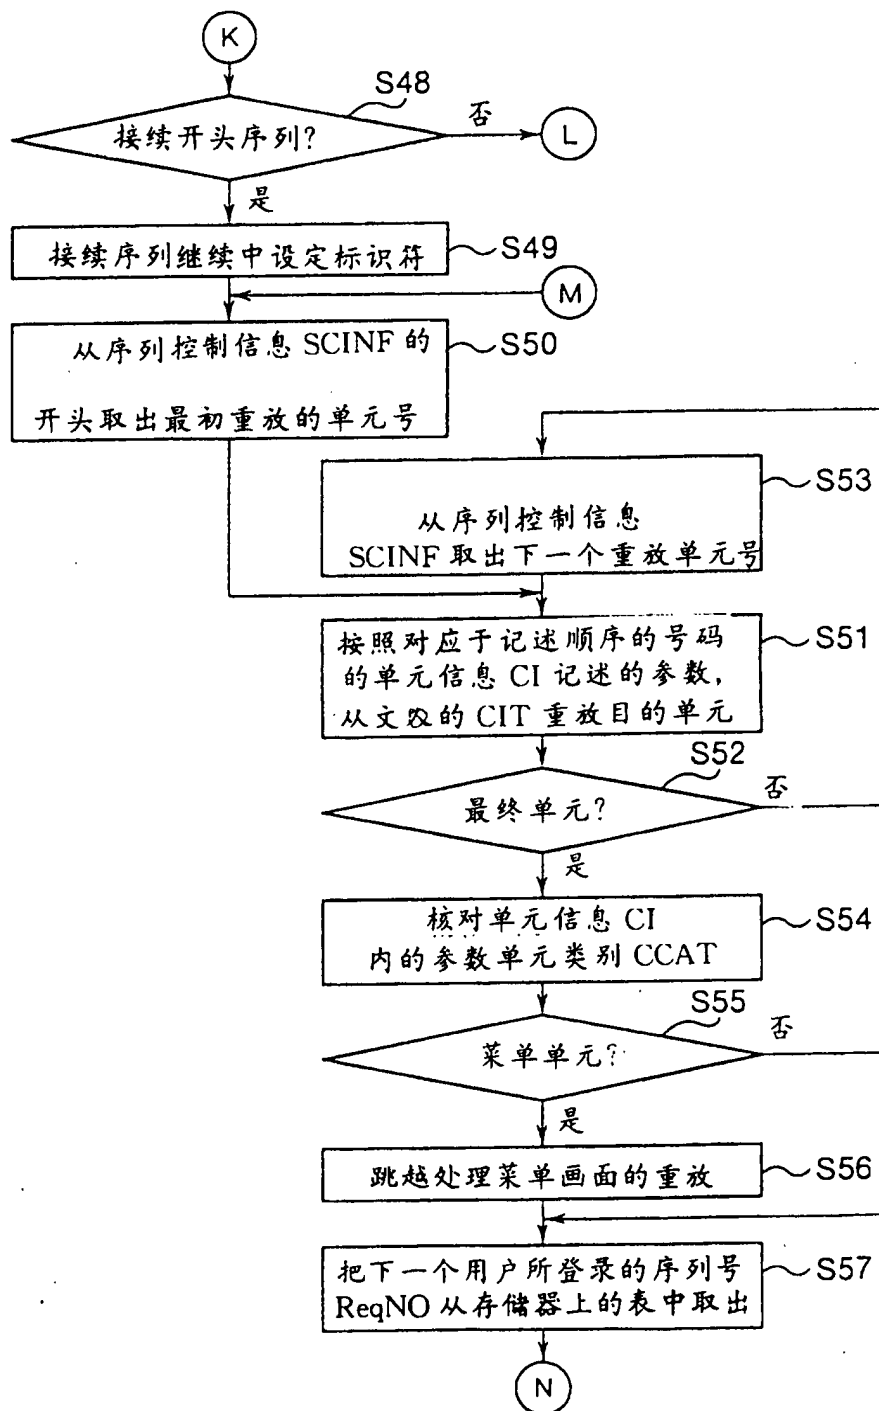 K
S48
接续开头序列?
否
L
是
接续序列继续中设定标识符
S49
M
从序列控制信息 SCINF 的
开头取出最初重放的单元号
S50
S53
从序列控制信息
SCINF 取出下一个重放单元号
按照对应于记述顺序的号码
的单元信息 CI 记述的参数,
从文的 CIT 重放目的单元
S51
S52
最终单元?
否
是
核对单元信息 CI
内的参数单元类别 CCAT
S54
S55
菜单单元?
否
是
跳越处理菜单画面的重放
S56
把下一个用户所登录的序列号
ReqNO 从存储器上的表中取出
S57
N